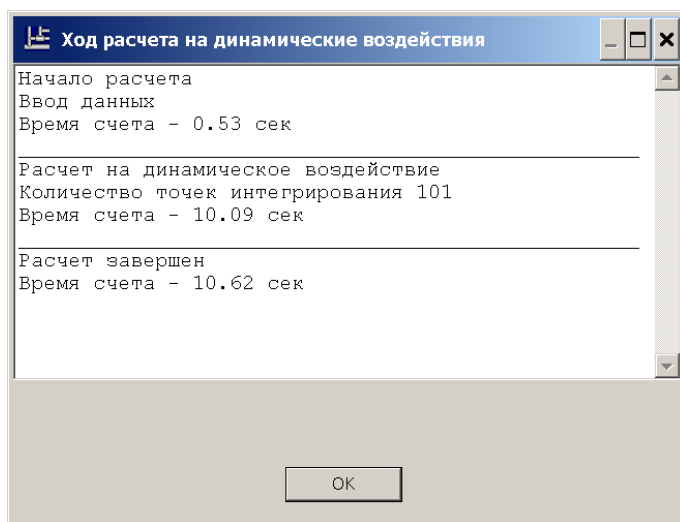 Ход расчета на динамические воздействия
Начало расчета
Ввод данных
Время счета - 0.53 сек
Расчет на динамическое воздействие
Количество точек интегрирования 101
Время счета - 10.09 сек
Расчет завершен
Время счета - 10.62 сек
OK